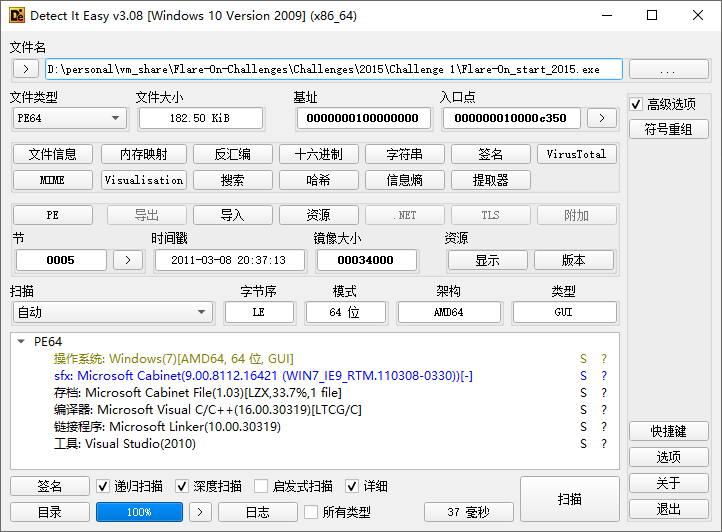 Detect It Easy v3.08 [Windows 10 Version 2009] (x86_64)
文件名
> D:\personal\vm_share\Flare-On-Challenges\Challenges\2015\Challenge 1\Flare-On_start_2015.exe ...
文件类型 文件大小 基址 入口点
PE64 182.50 KiB 0000000100000000 000000010000c350 > 高级选项
符号重组
文件信息 内存映射 反汇编 十六进制 字符串 签名 VirusTotal
MIME Visualisation 搜索 哈希 信息熵 提取器
PE 导出 导入 资源 .NET TLS 附加
节 时间戳 镜像大小 资源
0005 > 2011-03-08 20:37:13 00034000 显示 版本
扫描 字节序 模式 架构 类型
自动 LE 64 位 AMD64 GUI
PE64
操作系统: Windows(7)[AMD64, 64 位, GUI] S ?
sfx: Microsoft Cabinet(9.00.8112.16421 (WIN7_IE9_RTM.110308-0330))[-] S ?
存档: Microsoft Cabinet File(1.03)[LZX,33.7%,1 file] S ?
编译器: Microsoft Visual C/C++(16.00.30319)[LTCG/C] S ?
链接程序: Microsoft Linker(10.00.30319) S ?
工具: Visual Studio(2010) S ?
快捷键
选项
签名 递归扫描 深度扫描 启发式扫描 详细 扫描 关于
目录 100% > 日志 所有类型 37 毫秒 退出